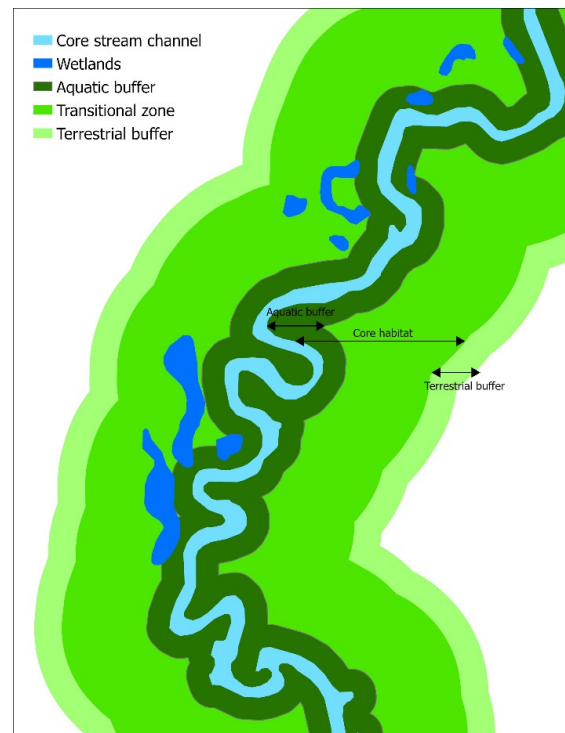 Core stream channel
Wetlands
Aquatic buffer
Transitional zone
Terrestrial buffer
Aquatic buffer
Core habitat
Terrestrial buffer